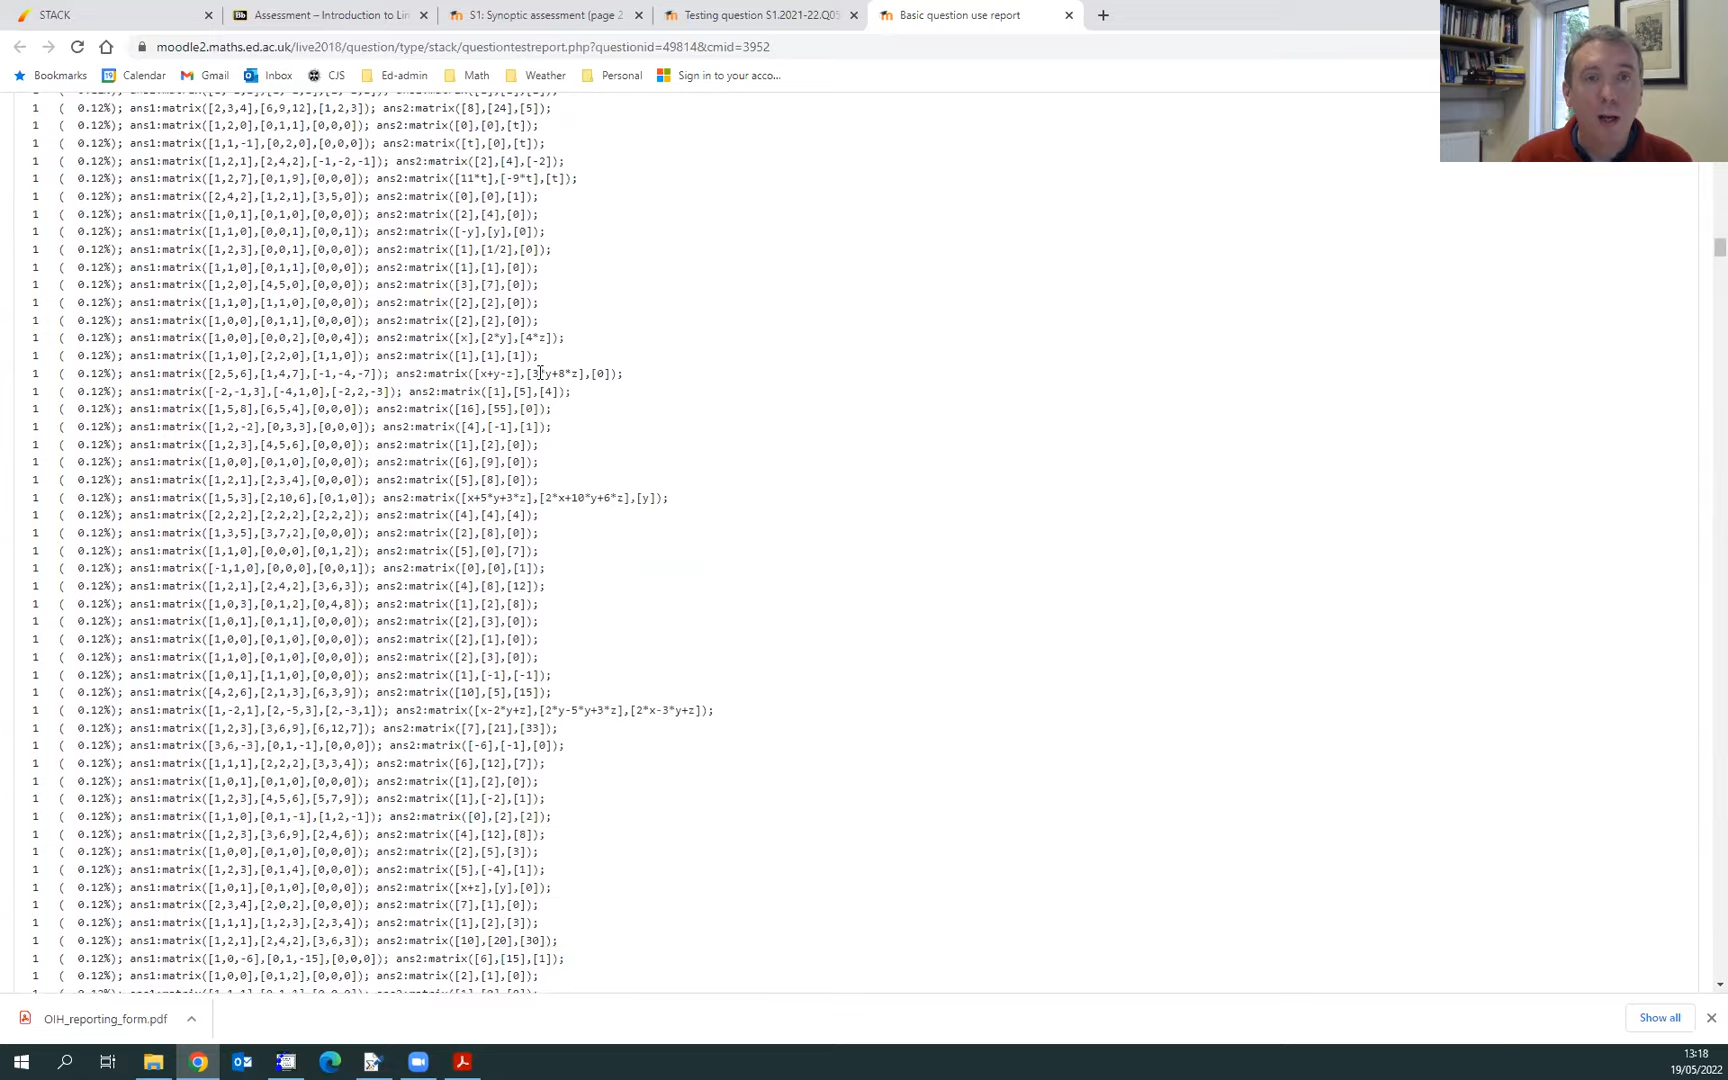 STACK
Bb Assessment – Introduction to Lin
S1: Synoptic assessment (page 2
Testing question S1.2021-22.Q05
Basic question use report
moodle2.maths.ed.ac.uk/live2018/question/type/stack/questiontestreport.php?questionid=49814&cmid=3952
Bookmarks 19 Calendar Gmail Inbox CJS Ed-admin Math Weather Personal Sign in to your acco...
1 ( 0.12%); ans1:matrix([2,3,4],[6,9,12],[1,2,3]); ans2:matrix([8],[24],[5]);
1 ( 0.12%); ans1:matrix([1,2,0],[0,1,1],[0,0,0]); ans2:matrix([0],[0],[t]);
1 ( 0.12%); ans1:matrix([1,1,-1],[0,2,0],[0,0,0]); ans2:matrix([t],[0],[t]);
1 ( 0.12%); ans1:matrix([1,2,1],[2,4,2],[-1,-2,-1]); ans2:matrix([2],[4],[-2]);
1 ( 0.12%); ans1:matrix([1,2,7],[0,1,9],[0,0,0]); ans2:matrix([11*t],[-9*t],[t]);
1 ( 0.12%); ans1:matrix([2,4,2],[1,2,1],[3,5,0]); ans2:matrix([0],[0],[1]);
1 ( 0.12%); ans1:matrix([1,0,1],[0,1,0],[0,0,0]); ans2:matrix([2],[4],[0]);
1 ( 0.12%); ans1:matrix([1,1,0],[0,0,1],[0,0,1]); ans2:matrix([-y],[y],[0]);
1 ( 0.12%); ans1:matrix([1,2,3],[0,0,1],[0,0,0]); ans2:matrix([1],[1/2],[0]);
1 ( 0.12%); ans1:matrix([1,1,0],[0,1,1],[0,0,0]); ans2:matrix([1],[1],[0]);
1 ( 0.12%); ans1:matrix([1,2,0],[4,5,0],[0,0,0]); ans2:matrix([3],[7],[0]);
1 ( 0.12%); ans1:matrix([1,1,0],[1,1,0],[0,0,0]); ans2:matrix([2],[2],[0]);
1 ( 0.12%); ans1:matrix([1,0,0],[0,1,1],[0,0,0]); ans2:matrix([2],[2],[0]);
1 ( 0.12%); ans1:matrix([1,0,0],[0,0,2],[0,0,4]); ans2:matrix([x],[2*y],[4*z]);
1 ( 0.12%); ans1:matrix([1,1,0],[2,2,0],[1,1,0]); ans2:matrix([1],[1],[1]);
1 ( 0.12%); ans1:matrix([2,5,6],[1,4,7],[-1,-4,-7]); ans2:matrix([x+y-z],[3*y+8*z],[0]);
1 ( 0.12%); ans1:matrix([-2,-1,3],[-4,1,0],[-2,2,-3]); ans2:matrix([1],[5],[4]);
1 ( 0.12%); ans1:matrix([1,5,8],[6,5,4],[0,0,0]); ans2:matrix([16],[55],[0]);
1 ( 0.12%); ans1:matrix([1,2,-2],[0,3,3],[0,0,0]); ans2:matrix([4],[-1],[1]);
1 ( 0.12%); ans1:matrix([1,2,3],[4,5,6],[0,0,0]); ans2:matrix([1],[2],[0]);
1 ( 0.12%); ans1:matrix([1,0,0],[0,1,0],[0,0,0]); ans2:matrix([6],[9],[0]);
1 ( 0.12%); ans1:matrix([1,2,1],[2,3,4],[0,0,0]); ans2:matrix([5],[8],[0]);
1 ( 0.12%); ans1:matrix([1,5,3],[2,10,6],[0,1,0]); ans2:matrix([x+5*y+3*z],[2*x+10*y+6*z],[y]);
1 ( 0.12%); ans1:matrix([2,2,2],[2,2,2],[2,2,2]); ans2:matrix([4],[4],[4]);
1 ( 0.12%); ans1:matrix([1,3,5],[3,7,2],[0,0,0]); ans2:matrix([2],[8],[0]);
1 ( 0.12%); ans1:matrix([1,1,0],[0,0,0],[0,1,2]); ans2:matrix([5],[0],[7]);
1 ( 0.12%); ans1:matrix([-1,1,0],[0,0,0],[0,0,1]); ans2:matrix([0],[0],[1]);
1 ( 0.12%); ans1:matrix([1,2,1],[2,4,2],[3,6,3]); ans2:matrix([4],[8],[12]);
1 ( 0.12%); ans1:matrix([1,0,3],[0,1,2],[0,4,8]); ans2:matrix([1],[2],[8]);
1 ( 0.12%); ans1:matrix([1,0,1],[0,1,1],[0,0,0]); ans2:matrix([2],[3],[0]);
1 ( 0.12%); ans1:matrix([1,0,0],[0,1,0],[0,0,0]); ans2:matrix([2],[1],[0]);
1 ( 0.12%); ans1:matrix([1,1,0],[0,1,0],[0,0,0]); ans2:matrix([2],[3],[0]);
1 ( 0.12%); ans1:matrix([1,0,1],[1,1,0],[0,0,0]); ans2:matrix([1],[-1],[-1]);
1 ( 0.12%); ans1:matrix([4,2,6],[2,1,3],[6,3,9]); ans2:matrix([10],[5],[15]);
1 ( 0.12%); ans1:matrix([1,-2,1],[2,-5,3],[2,-3,1]); ans2:matrix([x-2*y+z],[2*y-5*y+3*z],[2*x-3*y+z]);
1 ( 0.12%); ans1:matrix([1,2,3],[3,6,9],[6,12,7]); ans2:matrix([7],[21],[33]);
1 ( 0.12%); ans1:matrix([3,6,-3],[0,1,-1],[0,0,0]); ans2:matrix([-6],[-1],[0]);
1 ( 0.12%); ans1:matrix([1,1,1],[2,2,2],[3,3,4]); ans2:matrix([6],[12],[7]);
1 ( 0.12%); ans1:matrix([1,0,1],[0,1,0],[0,0,0]); ans2:matrix([1],[2],[0]);
1 ( 0.12%); ans1:matrix([1,2,3],[4,5,6],[5,7,9]); ans2:matrix([1],[-2],[1]);
1 ( 0.12%); ans1:matrix([1,1,0],[0,1,-1],[1,2,-1]); ans2:matrix([0],[2],[2]);
1 ( 0.12%); ans1:matrix([1,2,3],[3,6,9],[2,4,6]); ans2:matrix([4],[12],[8]);
1 ( 0.12%); ans1:matrix([1,0,0],[0,1,0],[0,0,0]); ans2:matrix([2],[5],[3]);
1 ( 0.12%); ans1:matrix([1,2,3],[0,1,4],[0,0,0]); ans2:matrix([5],[-4],[1]);
1 ( 0.12%); ans1:matrix([1,0,1],[0,1,0],[0,0,0]); ans2:matrix([x+z],[y],[0]);
1 ( 0.12%); ans1:matrix([2,3,4],[2,0,2],[0,0,0]); ans2:matrix([7],[1],[0]);
1 ( 0.12%); ans1:matrix([1,1,1],[1,2,3],[2,3,4]); ans2:matrix([1],[2],[3]);
1 ( 0.12%); ans1:matrix([1,2,1],[2,4,2],[3,6,3]); ans2:matrix([10],[20],[30]);
1 ( 0.12%); ans1:matrix([1,0,-6],[0,1,-15],[0,0,0]); ans2:matrix([6],[15],[1]);
1 ( 0.12%); ans1:matrix([1,0,0],[0,1,2],[0,0,0]); ans2:matrix([2],[1],[0]);
OIH_reporting_form.pdf
Show all
13:18
19/05/2022